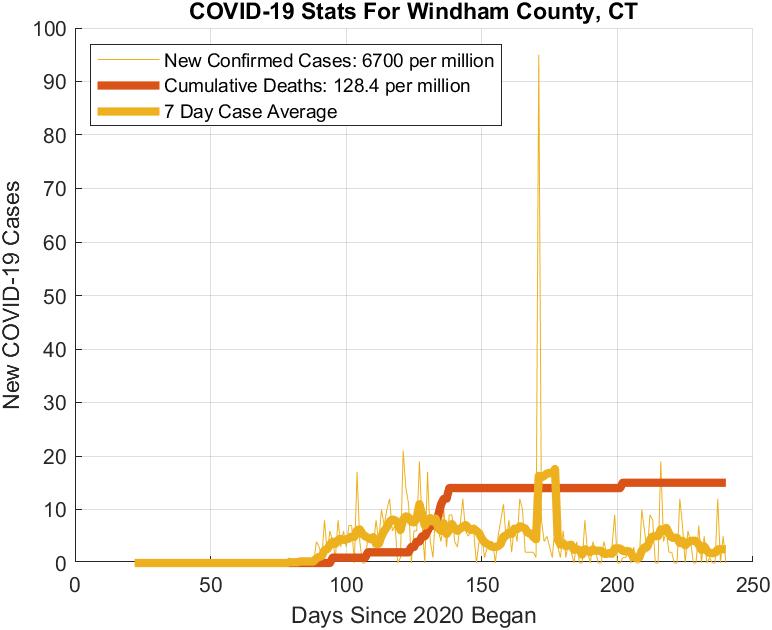 COVID-19 Stats For Windham County, CT
New Confirmed Cases: 6700 per million
Cumulative Deaths: 128.4 per million
7 Day Case Average
New COVID-19 Cases
100
90
80
70
60
50
40
30
20
10
0
0 50 100 150 200 250
Days Since 2020 Began